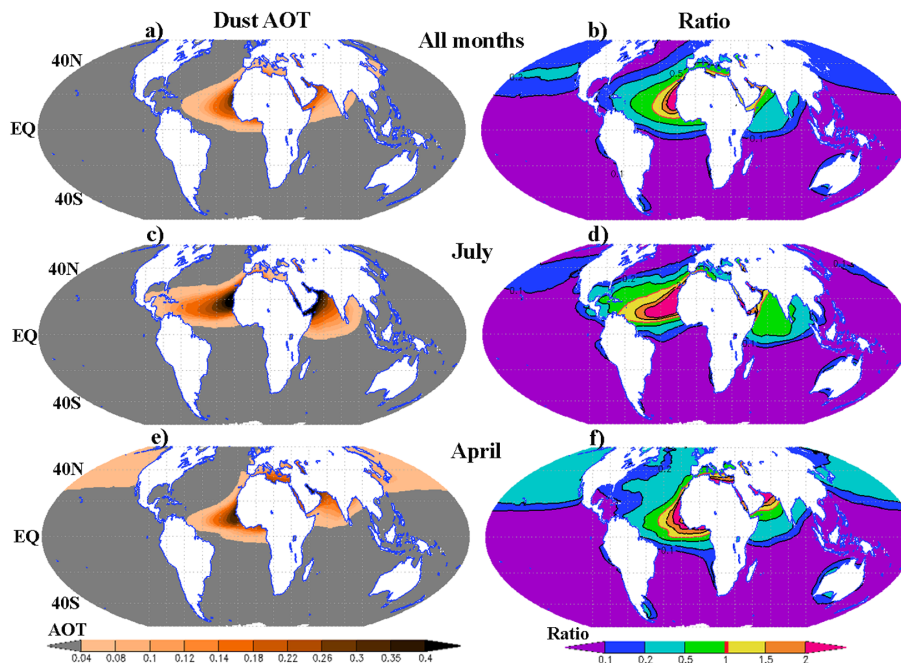 Dust AOT Ratio
a) All months b)
40N
EQ
40S
c) July d)
40N
EQ
40S
e) April f)
40N
EQ
40S
AOT Ratio
0.04 0.08 0.1 0.12 0.14 0.18 0.22 0.26 0.3 0.35 0.4 0.1 0.2 0.5 1 1.5 2